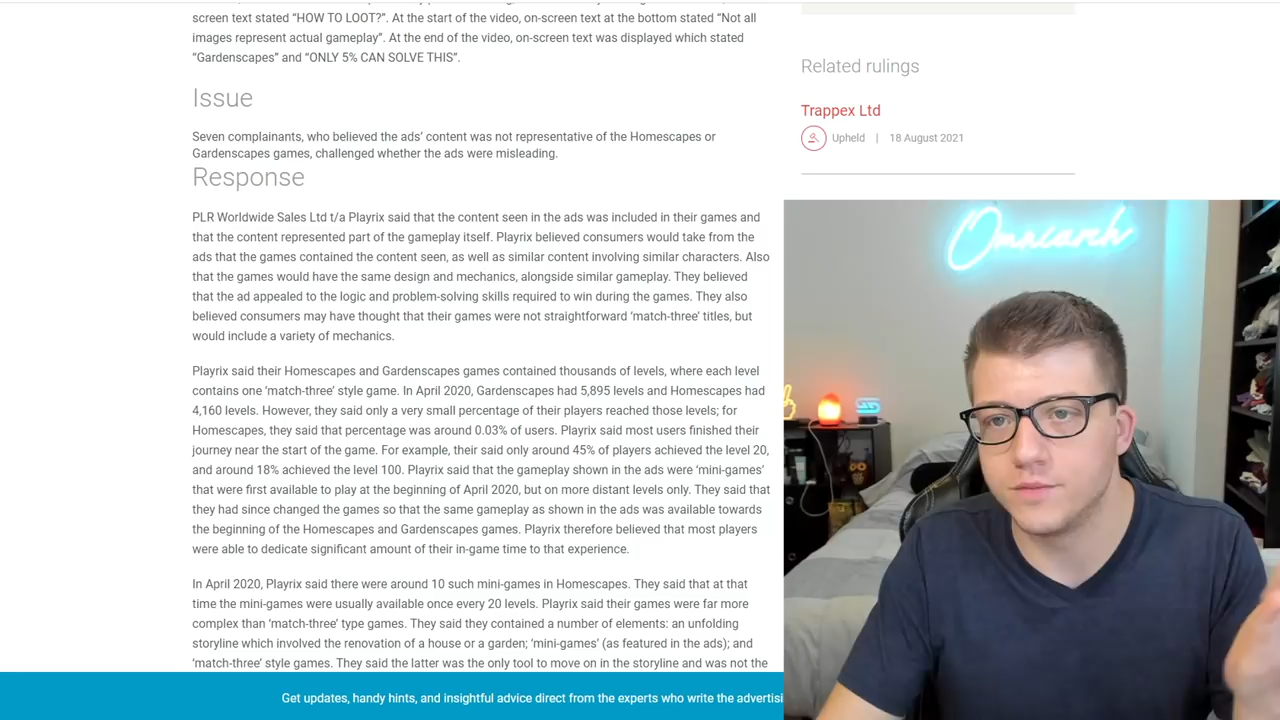 screen text stated “HOW TO LOOT?”. At the start of the video, on-screen text at the bottom stated “Not all
images represent actual gameplay”. At the end of the video, on-screen text was displayed which stated
“Gardenscapes” and “ONLY 5% CAN SOLVE THIS”.
Issue
Seven complainants, who believed the ads’ content was not representative of the Homescapes or
Gardenscapes games, challenged whether the ads were misleading.
Response
PLR Worldwide Sales Ltd t/a Playrix said that the content seen in the ads was included in their games and
that the content represented part of the gameplay itself. Playrix believed consumers would take from the
ads that the games contained the content seen, as well as similar content involving similar characters. Also
that the games would have the same design and mechanics, alongside similar gameplay. They believed
that the ad appealed to the logic and problem-solving skills required to win during the games. They also
believed consumers may have thought that their games were not straightforward ‘match-three’ titles, but
would include a variety of mechanics.
Playrix said their Homescapes and Gardenscapes games contained thousands of levels, where each level
contains one ‘match-three’ style game. In April 2020, Gardenscapes had 5,895 levels and Homescapes had
4,160 levels. However, they said only a very small percentage of their players reached those levels; for
Homescapes, they said that percentage was around 0.03% of users. Playrix said most users finished their
journey near the start of the game. For example, their said only around 45% of players achieved the level 20,
and around 18% achieved the level 100. Playrix said that the gameplay shown in the ads were ‘mini-games’
that were first available to play at the beginning of April 2020, but on more distant levels only. They said that
they had since changed the games so that the same gameplay as shown in the ads was available towards
the beginning of the Homescapes and Gardenscapes games. Playrix therefore believed that most players
were able to dedicate significant amount of their in-game time to that experience.
In April 2020, Playrix said there were around 10 such mini-games in Homescapes. They said that at that
time the mini-games were usually available once every 20 levels. Playrix said their games were far more
complex than ‘match-three’ type games. They said they contained a number of elements: an unfolding
storyline which involved the renovation of a house or a garden; ‘mini-games’ (as featured in the ads); and
‘match-three’ style games. They said the latter was the only tool to move on in the storyline and was not the
Get updates, handy hints, and insightful advice direct from the experts who write the advertisi
Related rulings
Trappex Ltd
Upheld | 18 August 2021
Omniarch